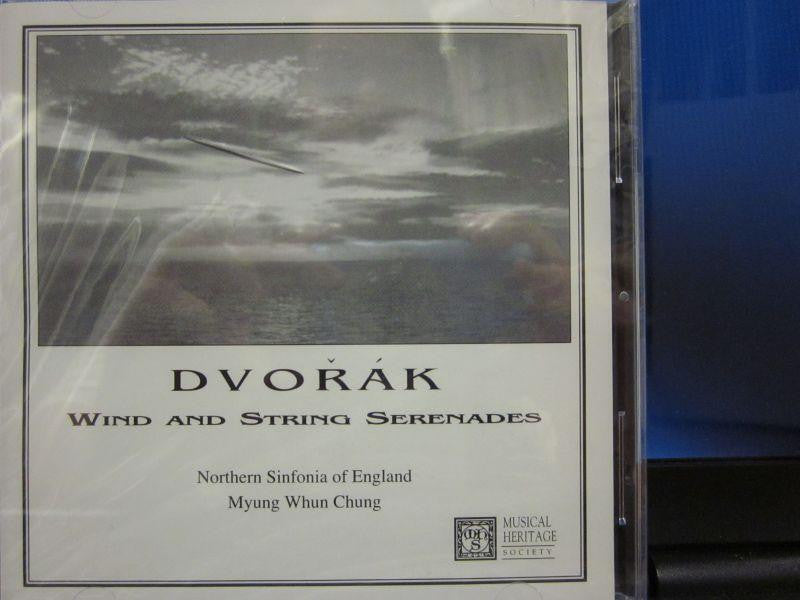 DVOŘÁK
WIND AND STRING SERENADES
Northern Sinfonia of England
Myung Whun Chung
MUSICAL
HERITAGE
SOCIETY